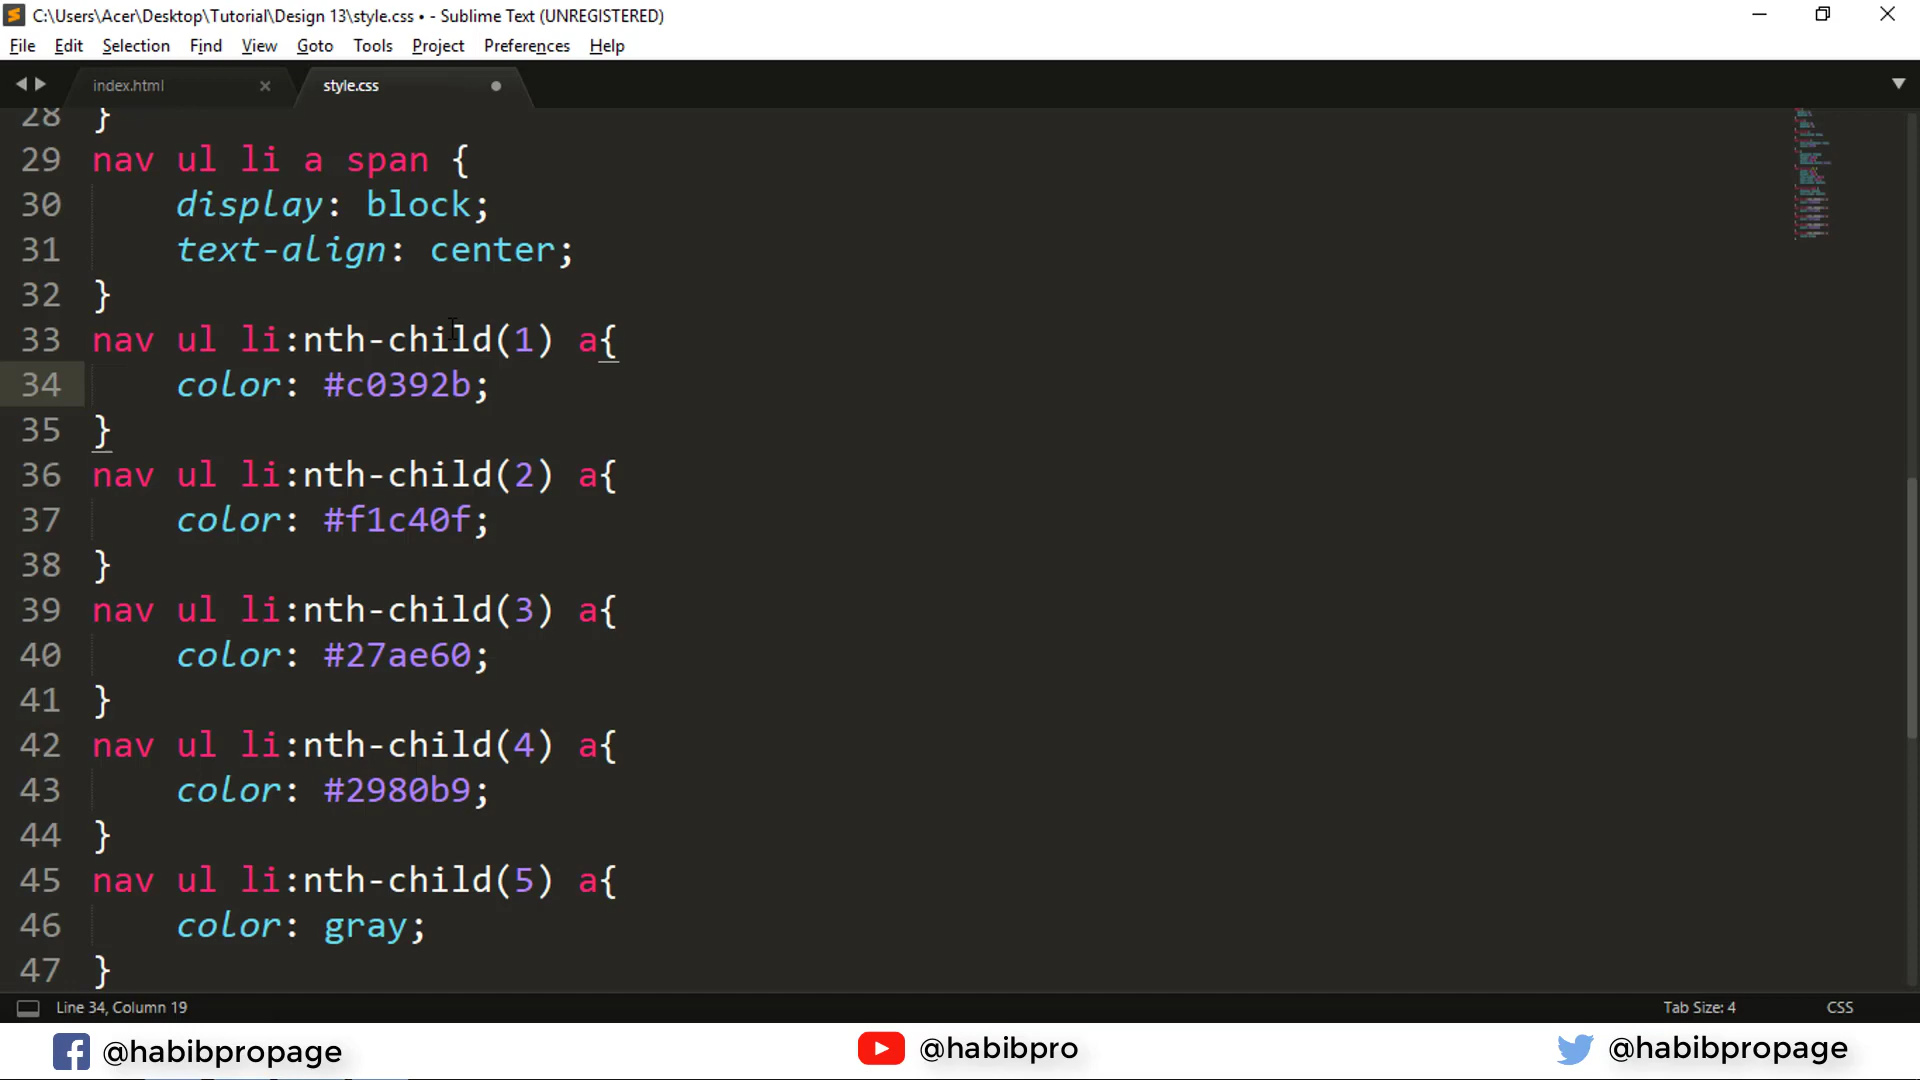 C:\Users\Acer\Desktop\Tutorial\Design 13\style.css • - Sublime Text (UNREGISTERED)
File Edit Selection Find View Goto Tools Project Preferences Help
index.html style.css
28 }
29 nav ul li a span {
30 display: block;
31 text-align: center;
32 }
33 nav ul li:nth-child(1) a{
34 color: #c0392b;
35 }
36 nav ul li:nth-child(2) a{
37 color: #f1c40f;
38 }
39 nav ul li:nth-child(3) a{
40 color: #27ae60;
41 }
42 nav ul li:nth-child(4) a{
43 color: #2980b9;
44 }
45 nav ul li:nth-child(5) a{
46 color: gray;
47 }
Line 34, Column 19 Tab Size: 4 CSS
@habibpropage @habibpro @habibpropage